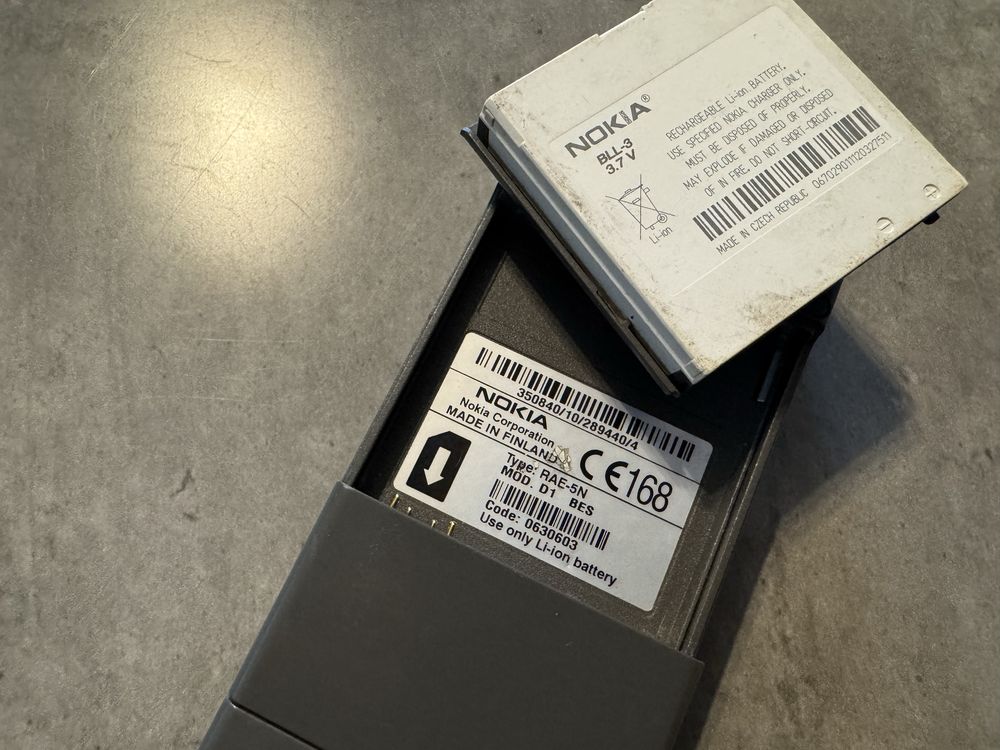 NOKIA®
BLL-3
3.7 V
Li-ion
RECHARGEABLE Li-ion BATTERY.
USE SPECIFIED NOKIA CHARGER ONLY.
MUST BE DISPOSED OF PROPERLY.
MAY EXPLODE IF DAMAGED OR DISPOSED
OF IN FIRE. DO NOT SHORT-CIRCUIT.
MADE IN CZECH REPUBLIC 0670290111120327511
350840/10/289440/4
NOKIA
Nokia Corporation
MADE IN FINLAND
CE168
Type: RAE-5N
MOD. D1 BES
Code: 0630603
Use only Li-ion battery